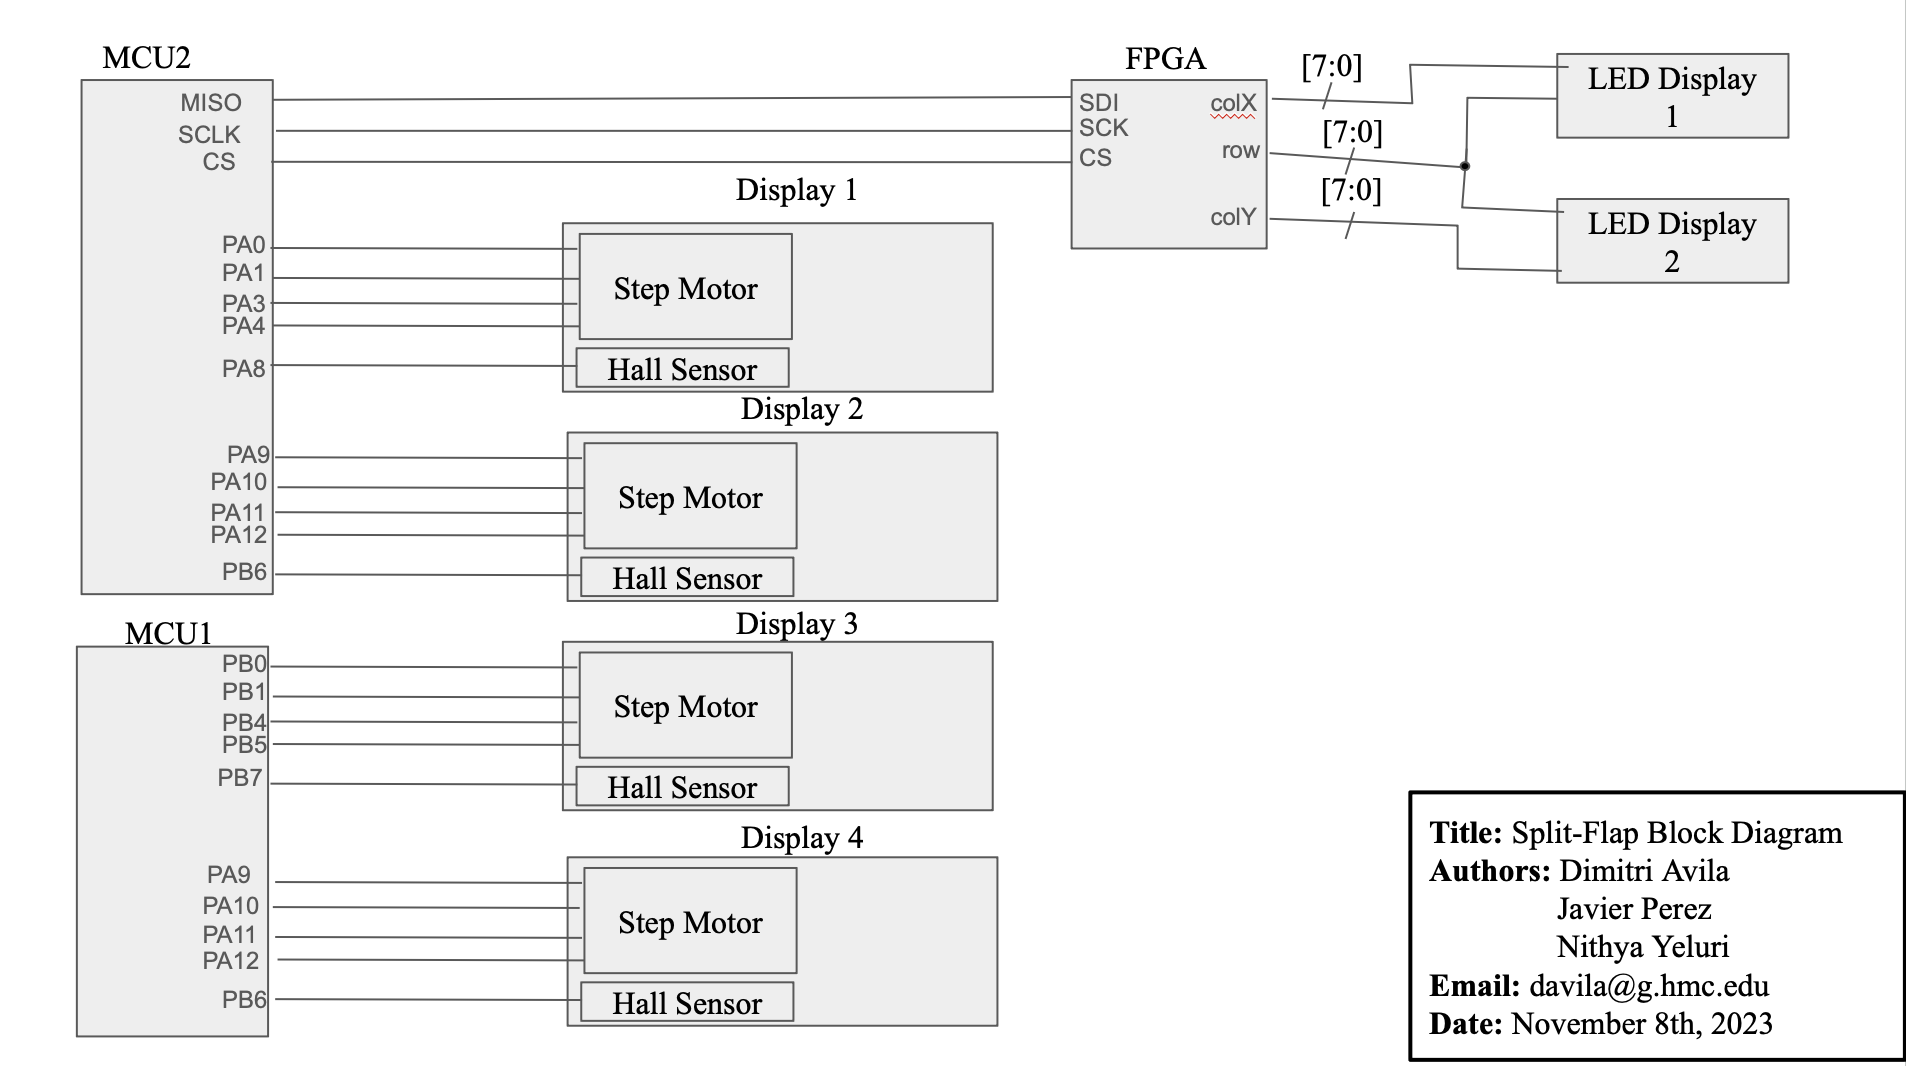 MCU2
MISO
SCLK
CS
PA0
PA1
PA3
PA4
PA8
PA9
PA10
PA11
PA12
PB6
FPGA
SDI
SCK
CS
colX
row
colY
[7:0]
[7:0]
[7:0]
LED Display
1
LED Display
2
Display 1
Step Motor
Hall Sensor
Display 2
Step Motor
Hall Sensor
MCU1
PB0
PB1
PB4
PB5
PB7
PA9
PA10
PA11
PA12
PB6
Display 3
Step Motor
Hall Sensor
Display 4
Step Motor
Hall Sensor
Title: Split-Flap Block Diagram
Authors: Dimitri Avila
Javier Perez
Nithya Yeluri
Email: davila@g.hmc.edu
Date: November 8th, 2023